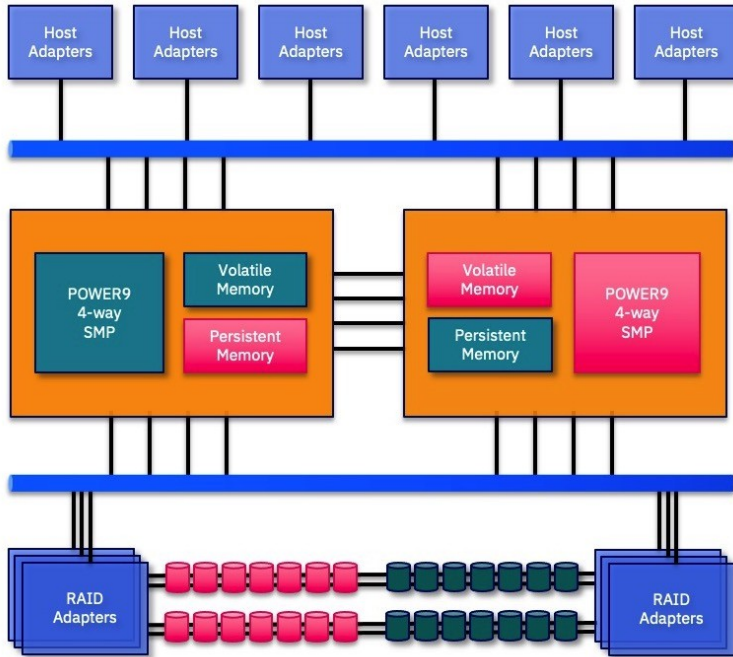 Host
Adapters
Host
Adapters
Host
Adapters
Host
Adapters
Host
Adapters
Host
Adapters
POWER9
4-way
SMP
Volatile
Memory
Persistent
Memory
Volatile
Memory
Persistent
Memory
POWER9
4-way
SMP
RAID
Adapters
RAID
Adapters